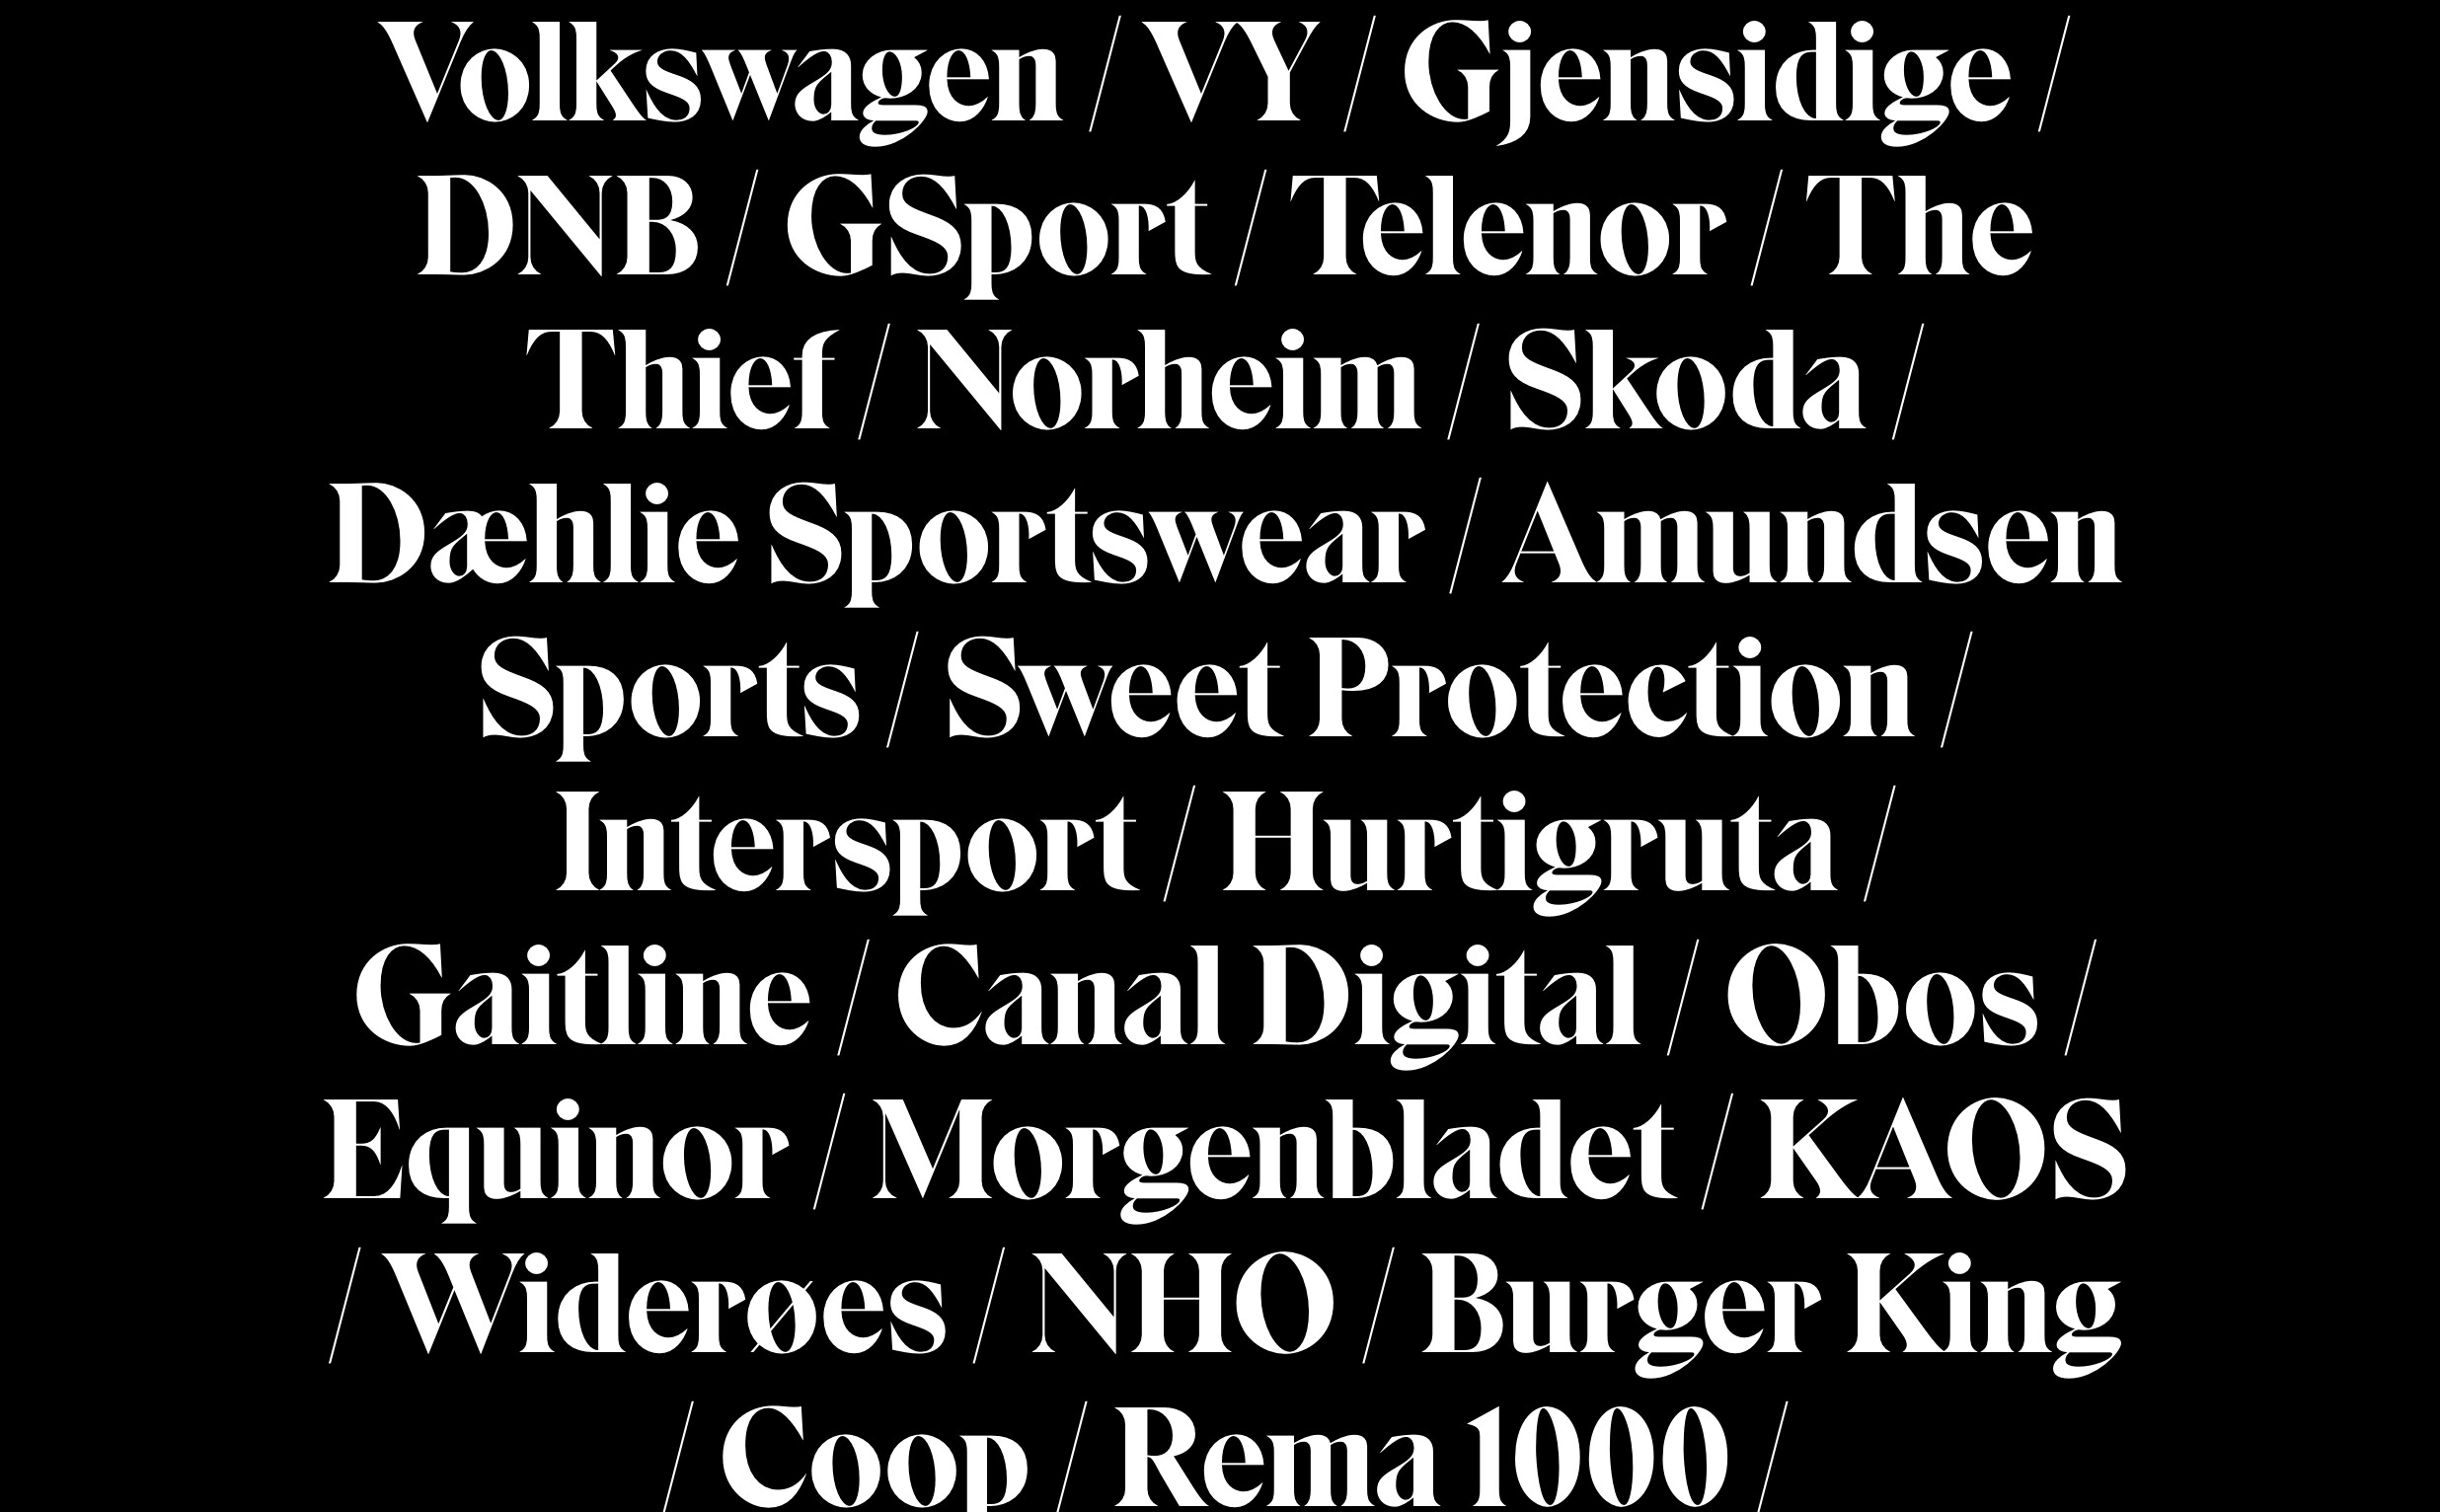 Vollkswagen / VY / Gjensidige /
DNB / GSport / Telenor / The
Thief / Norheim / Skoda /
Dæhlie Sportswear / Amundsen
Sports / Sweet Protection /
Intersport / Hurtigruta /
Gaitline / Canal Digital / Obos /
Equinor / Morgenbladet / KAOS
/ Widerøes / NHO / Burger King
/ Coop / Rema 1000 /